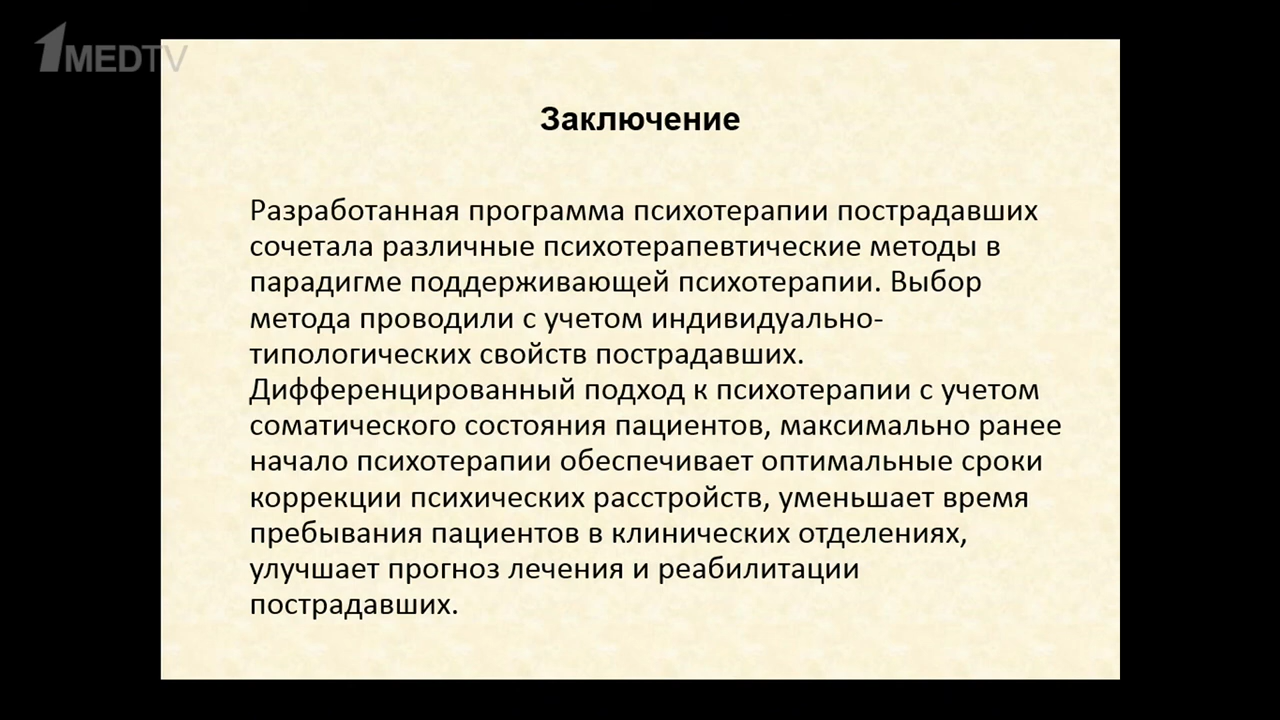 1MEDTV
Заключение
Разработанная программа психотерапии пострадавших
сочетала различные психотерапевтические методы в
парадигме поддерживающей психотерапии. Выбор
метода проводили с учетом индивидуально-
типологических свойств пострадавших.
Дифференцированный подход к психотерапии с учетом
соматического состояния пациентов, максимально ранее
начало психотерапии обеспечивает оптимальные сроки
коррекции психических расстройств, уменьшает время
пребывания пациентов в клинических отделениях,
улучшает прогноз лечения и реабилитации
пострадавших.